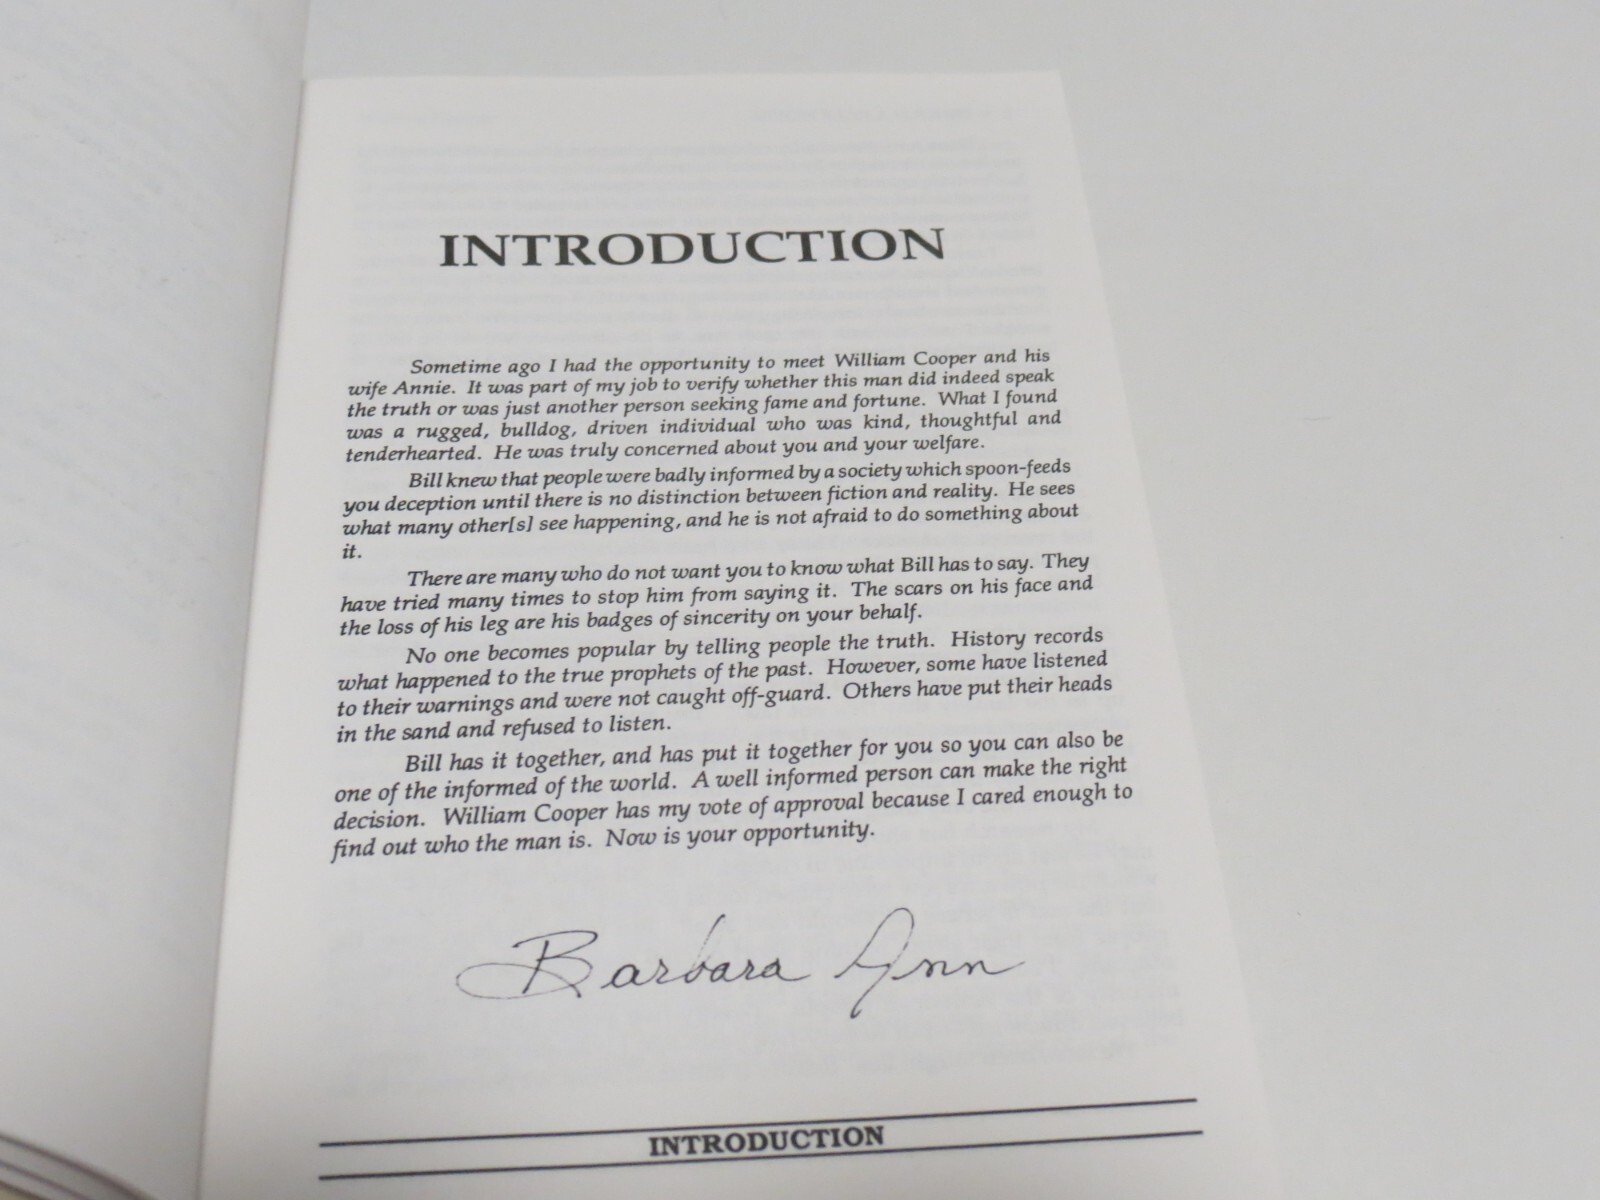 INTRODUCTION
Sometime ago I had the opportunity to meet William Cooper and his
wife Annie. It was part of my job to verify whether this man did indeed speak
the truth or was just another person seeking fame and fortune. What I found
was a rugged, bulldog, driven individual who was kind, thoughtful and
tenderhearted. He was truly concerned about you and your welfare.
Bill knew that people were badly informed by a society which spoon-feeds
you deception until there is no distinction between fiction and reality. He sees
what many other[s] see happening, and he is not afraid to do something about
it.
There are many who do not want you to know what Bill has to say. They
have tried many times to stop him from saying it. The scars on his face and
the loss of his leg are his badges of sincerity on your behalf.
No one becomes popular by telling people the truth. History records
what happened to the true prophets of the past. However, some have listened
to their warnings and were not caught off-guard. Others have put their heads
in the sand and refused to listen.
Bill has it together, and has put it together for you so you can also be
one of the informed of the world. A well informed person can make the right
decision. William Cooper has my vote of approval because I cared enough to
find out who the man is. Now is your opportunity.
Barbara Ann
INTRODUCTION